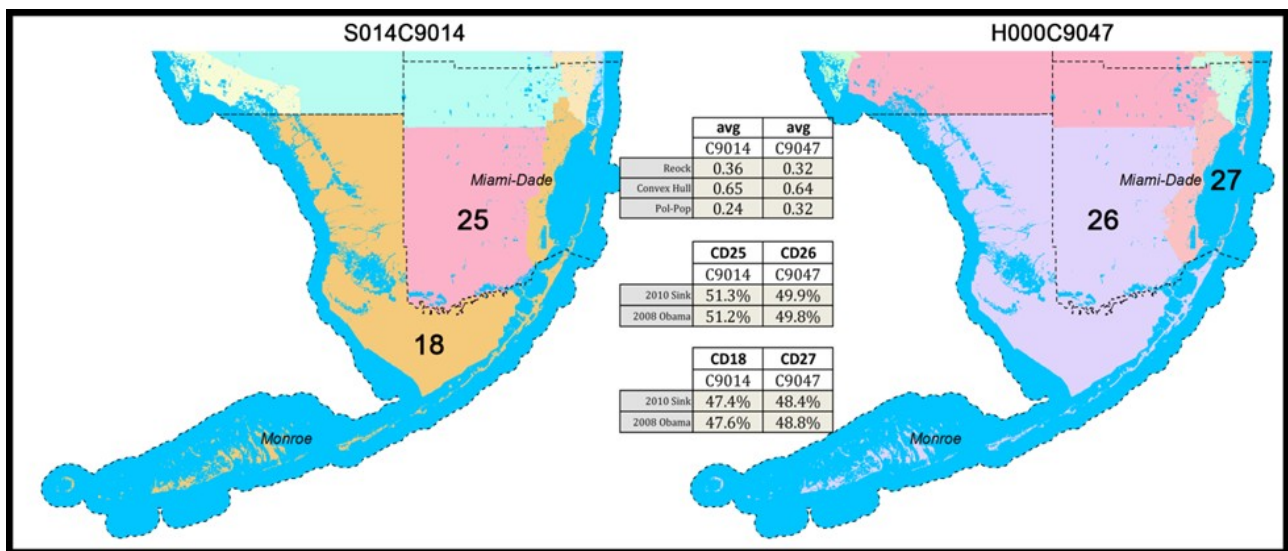 S014C9014
H000C9047
avg avg
C9014 C9047
Reock 0.36 0.32
Convex Hull 0.65 0.64
Pol-Pop 0.24 0.32
CD25 CD26
C9014 C9047
2010 Sink 51.3% 49.9%
2008 Obama 51.2% 49.8%
CD18 CD27
C9014 C9047
2010 Sink 47.4% 48.4%
2008 Obama 47.6% 48.8%
Miami-Dade
25
18
Monroe
Miami-Dade
27
26
Monroe